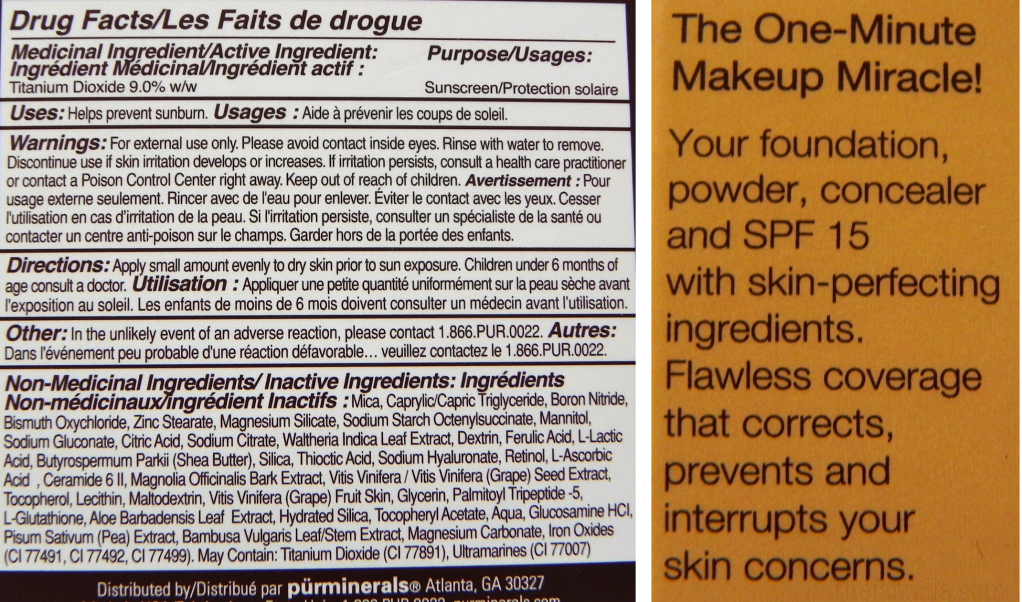 Drug Facts/Les Faits de drogue
Medicinal Ingredient/Active Ingredient: Purpose/Usages:
Ingrédient Médicinal/Ingrédient actif :
Titanium Dioxide 9.0% w/w Sunscreen/Protection solaire
Uses: Helps prevent sunburn. Usages : Aide à prévenir les coups de soleil.
Warnings: For external use only. Please avoid contact inside eyes. Rinse with water to remove.
Discontinue use if skin irritation develops or increases. If irritation persists, consult a health care practitioner
or contact a Poison Control Center right away. Keep out of reach of children. Avertissement : Pour
usage externe seulement. Rincer avec de l'eau pour enlever. Éviter le contact avec les yeux. Cesser
l'utilisation en cas d'irritation de la peau. Si l'irritation persiste, consulter un spécialiste de la santé ou
contacter un centre anti-poison sur le champs. Garder hors de la portée des enfants.
Directions: Apply small amount evenly to dry skin prior to sun exposure. Children under 6 months of
age consult a doctor. Utilisation : Appliquer une petite quantité uniformément sur la peau sèche avant
l'exposition au soleil. Les enfants de moins de 6 mois doivent consulter un médecin avant l'utilisation.
Other: In the unlikely event of an adverse reaction, please contact 1.866.PUR.0022. Autres:
Dans l'événement peu probable d'une réaction défavorable... veuillez contactez le 1.866.PUR.0022.
Non-Medicinal Ingredients/ Inactive Ingredients: Ingrédients
Non-médicinaux/Ingrédient Inactifs : Mica, Caprylic/Capric Triglyceride, Boron Nitride,
Bismuth Oxychloride, Zinc Stearate, Magnesium Silicate, Sodium Starch Octenylsuccinate, Mannitol,
Sodium Gluconate, Citric Acid, Sodium Citrate, Waltheria Indica Leaf Extract, Dextrin, Ferulic Acid, L-Lactic
Acid, Butyrospermum Parkii (Shea Butter), Silica, Thioctic Acid, Sodium Hyaluronate, Retinol, L-Ascorbic
Acid , Ceramide 6 II, Magnolia Officinalis Bark Extract, Vitis Vinifera / Vitis Vinifera (Grape) Seed Extract,
Tocopherol, Lecithin, Maltodextrin, Vitis Vinifera (Grape) Fruit Skin, Glycerin, Palmitoyl Tripeptide -5,
L-Glutathione, Aloe Barbadensis Leaf Extract, Hydrated Silica, Tocopheryl Acetate, Aqua, Glucosamine HCl,
Pisum Sativum (Pea) Extract, Bambusa Vulgaris Leaf/Stem Extract, Magnesium Carbonate, Iron Oxides
(CI 77491, CI 77492, CI 77499). May Contain: Titanium Dioxide (CI 77891), Ultramarines (CI 77007)
Distributed by/Distribué par pürminerals® Atlanta, GA 30327
The One-Minute
Makeup Miracle!
Your foundation,
powder, concealer
and SPF 15
with skin-perfecting
ingredients.
Flawless coverage
that corrects,
prevents and
interrupts your
skin concerns.